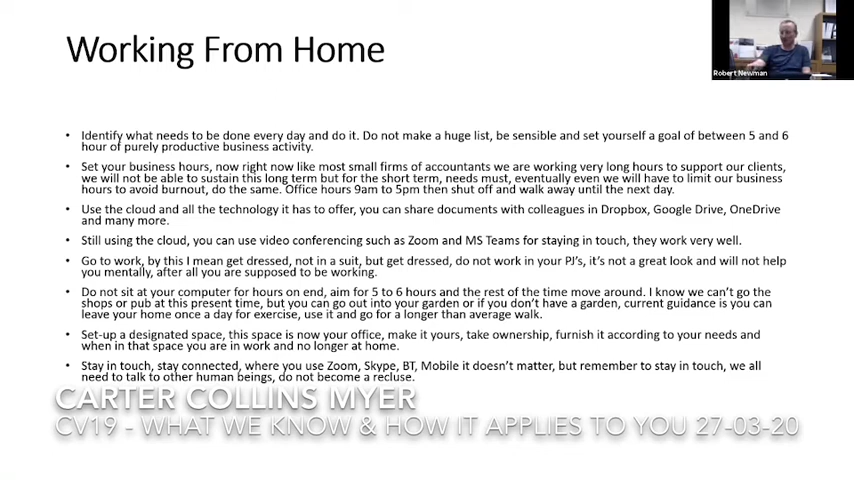 Working From Home
Robert Newman
• Identify what needs to be done every day and do it. Do not make a huge list, be sensible and set yourself a goal of between 5 and 6
hour of purely productive business activity.
• Set your business hours, now right now like most small firms of accountants we are working very long hours to support our clients,
we will not be able to sustain this long term but for the short term, needs must, eventually even we will have to limit our business
hours to avoid burnout, do the same. Office hours 9am to 5pm then shut off and walk away until the next day.
• Use the cloud and all the technology it has to offer, you can share documents with colleagues in Dropbox, Google Drive, OneDrive
and many more.
• Still using the cloud, you can use video conferencing such as Zoom and MS Teams for staying in touch, they work very well.
• Go to work, by this I mean get dressed, not in a suit, but get dressed, do not work in your PJ's, it's not a great look and will not help
you mentally, after all you are supposed to be working.
• Do not sit at your computer for hours on end, aim for 5 to 6 hours and the rest of the time move around. I know we can't go the
shops or pub at this present time, but you can go out into your garden or if you don't have a garden, current guidance is you can
leave your home once a day for exercise, use it and go for a longer than average walk.
• Set-up a designated space, this space is now your office, make it yours, take ownership, furnish it according to your needs and
when in that space you are in work and no longer at home.
• Stay in touch, stay connected, where you use Zoom, Skype, BT, Mobile it doesn't matter, but remember to stay in touch, we all
need to talk to other human beings, do not become a recluse.
CARTER COLLINS MYER
CV19 - WHAT WE KNOW & HOW IT APPLIES TO YOU 27-03-20